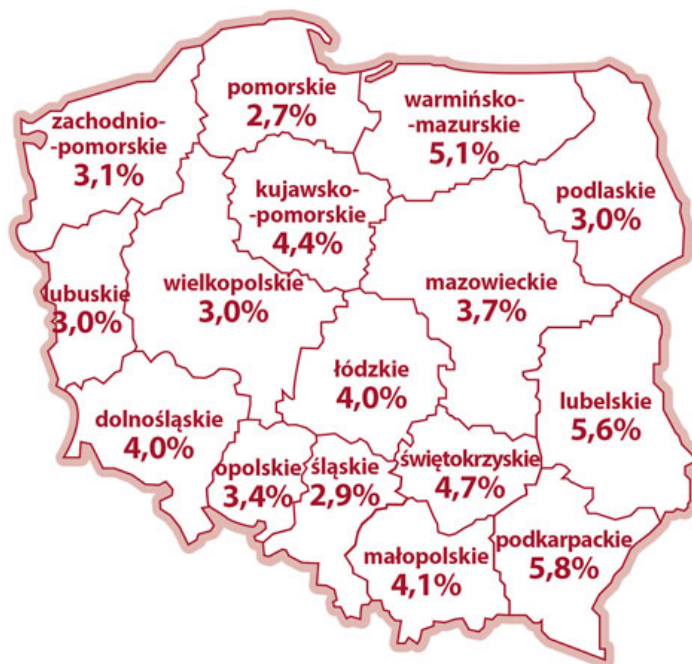 pomorskie
2,7%
warmińsko-
-mazurskie
5,1%
zachodnio-
-pomorskie
3,1%
podlaskie
3,0%
kujawsko-
-pomorskie
4,4%
lubuskie
3,0%
wielkopolskie
3,0%
mazowieckie
3,7%
łódzkie
4,0%
lubelskie
5,6%
dolnośląskie
4,0%
opolskie
3,4%
śląskie
2,9%
świętokrzyskie
4,7%
małopolskie
4,1%
podkarpackie
5,8%